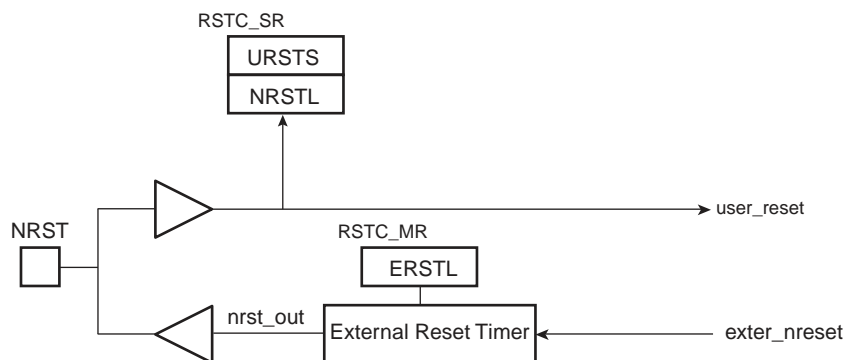 RSTC_SR
URSTS
NRSTL
user_reset
NRST
RSTC_MR
ERSTL
nrst_out
External Reset Timer
exter_nreset